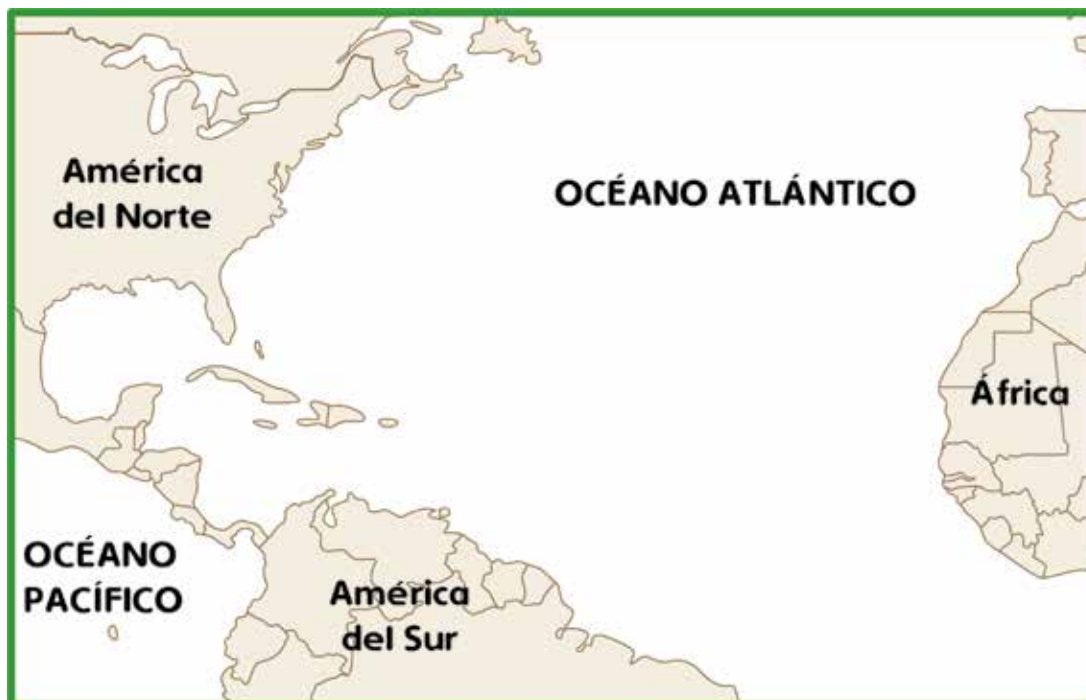 América
del Norte
OCÉANO ATLÁNTICO
África
OCÉANO
PACÍFICO
América
del Sur